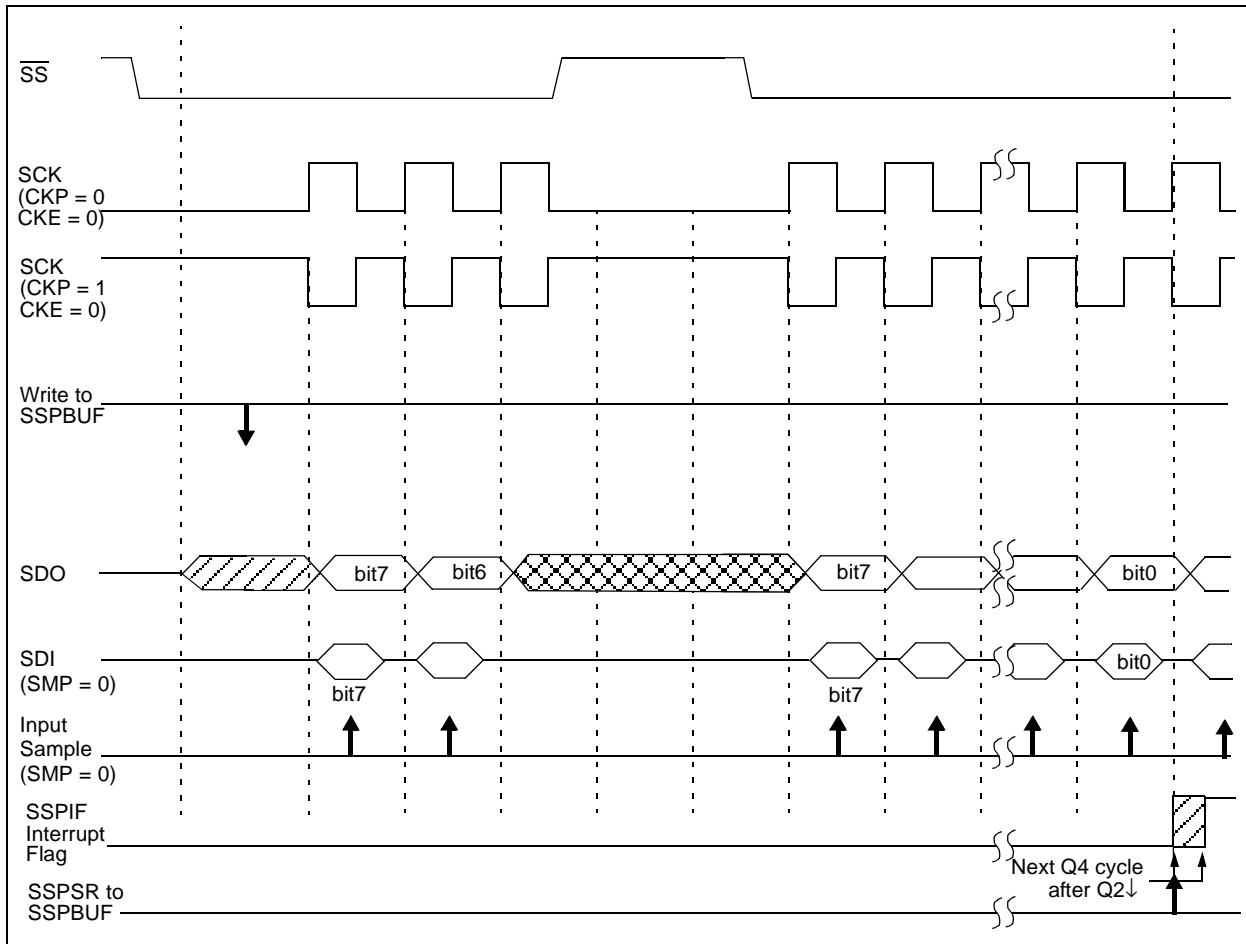 SS
SCK
(CKP = 0
CKE = 0)
SCK
(CKP = 1
CKE = 0)
Write to
SSPBUF
SDO
bit7
bit6
bit7
bit0
SDI
(SMP = 0)
bit7
bit7
bit0
Input
Sample
(SMP = 0)
SSPIF
Interrupt
Flag
Next Q4 cycle
after Q2↓
SSPSR to
SSPBUF